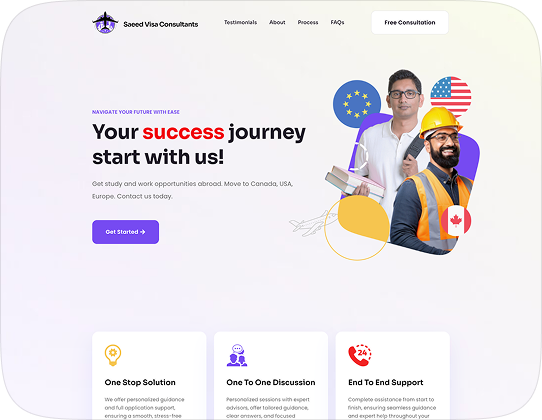 Saeed Visa Consultants
Testimonials
About
Process
FAQs
Free Consultation
NAVIGATE YOUR FUTURE WITH EASE
Your success journey
start with us!
Get study and work opportunities abroad. Move to Canada, USA,
Europe. Contact us today.
Get Started →
24
One Stop Solution
We offer personalized guidance
and full application support,
ensuring a smooth, stress-free
One To One Discussion
Personalized sessions with expert
advisors, offer tailored guidance,
clear answers, and focused
End To End Support
Complete assistance from start to
finish, ensuring seamless guidance
and expert help throughout your